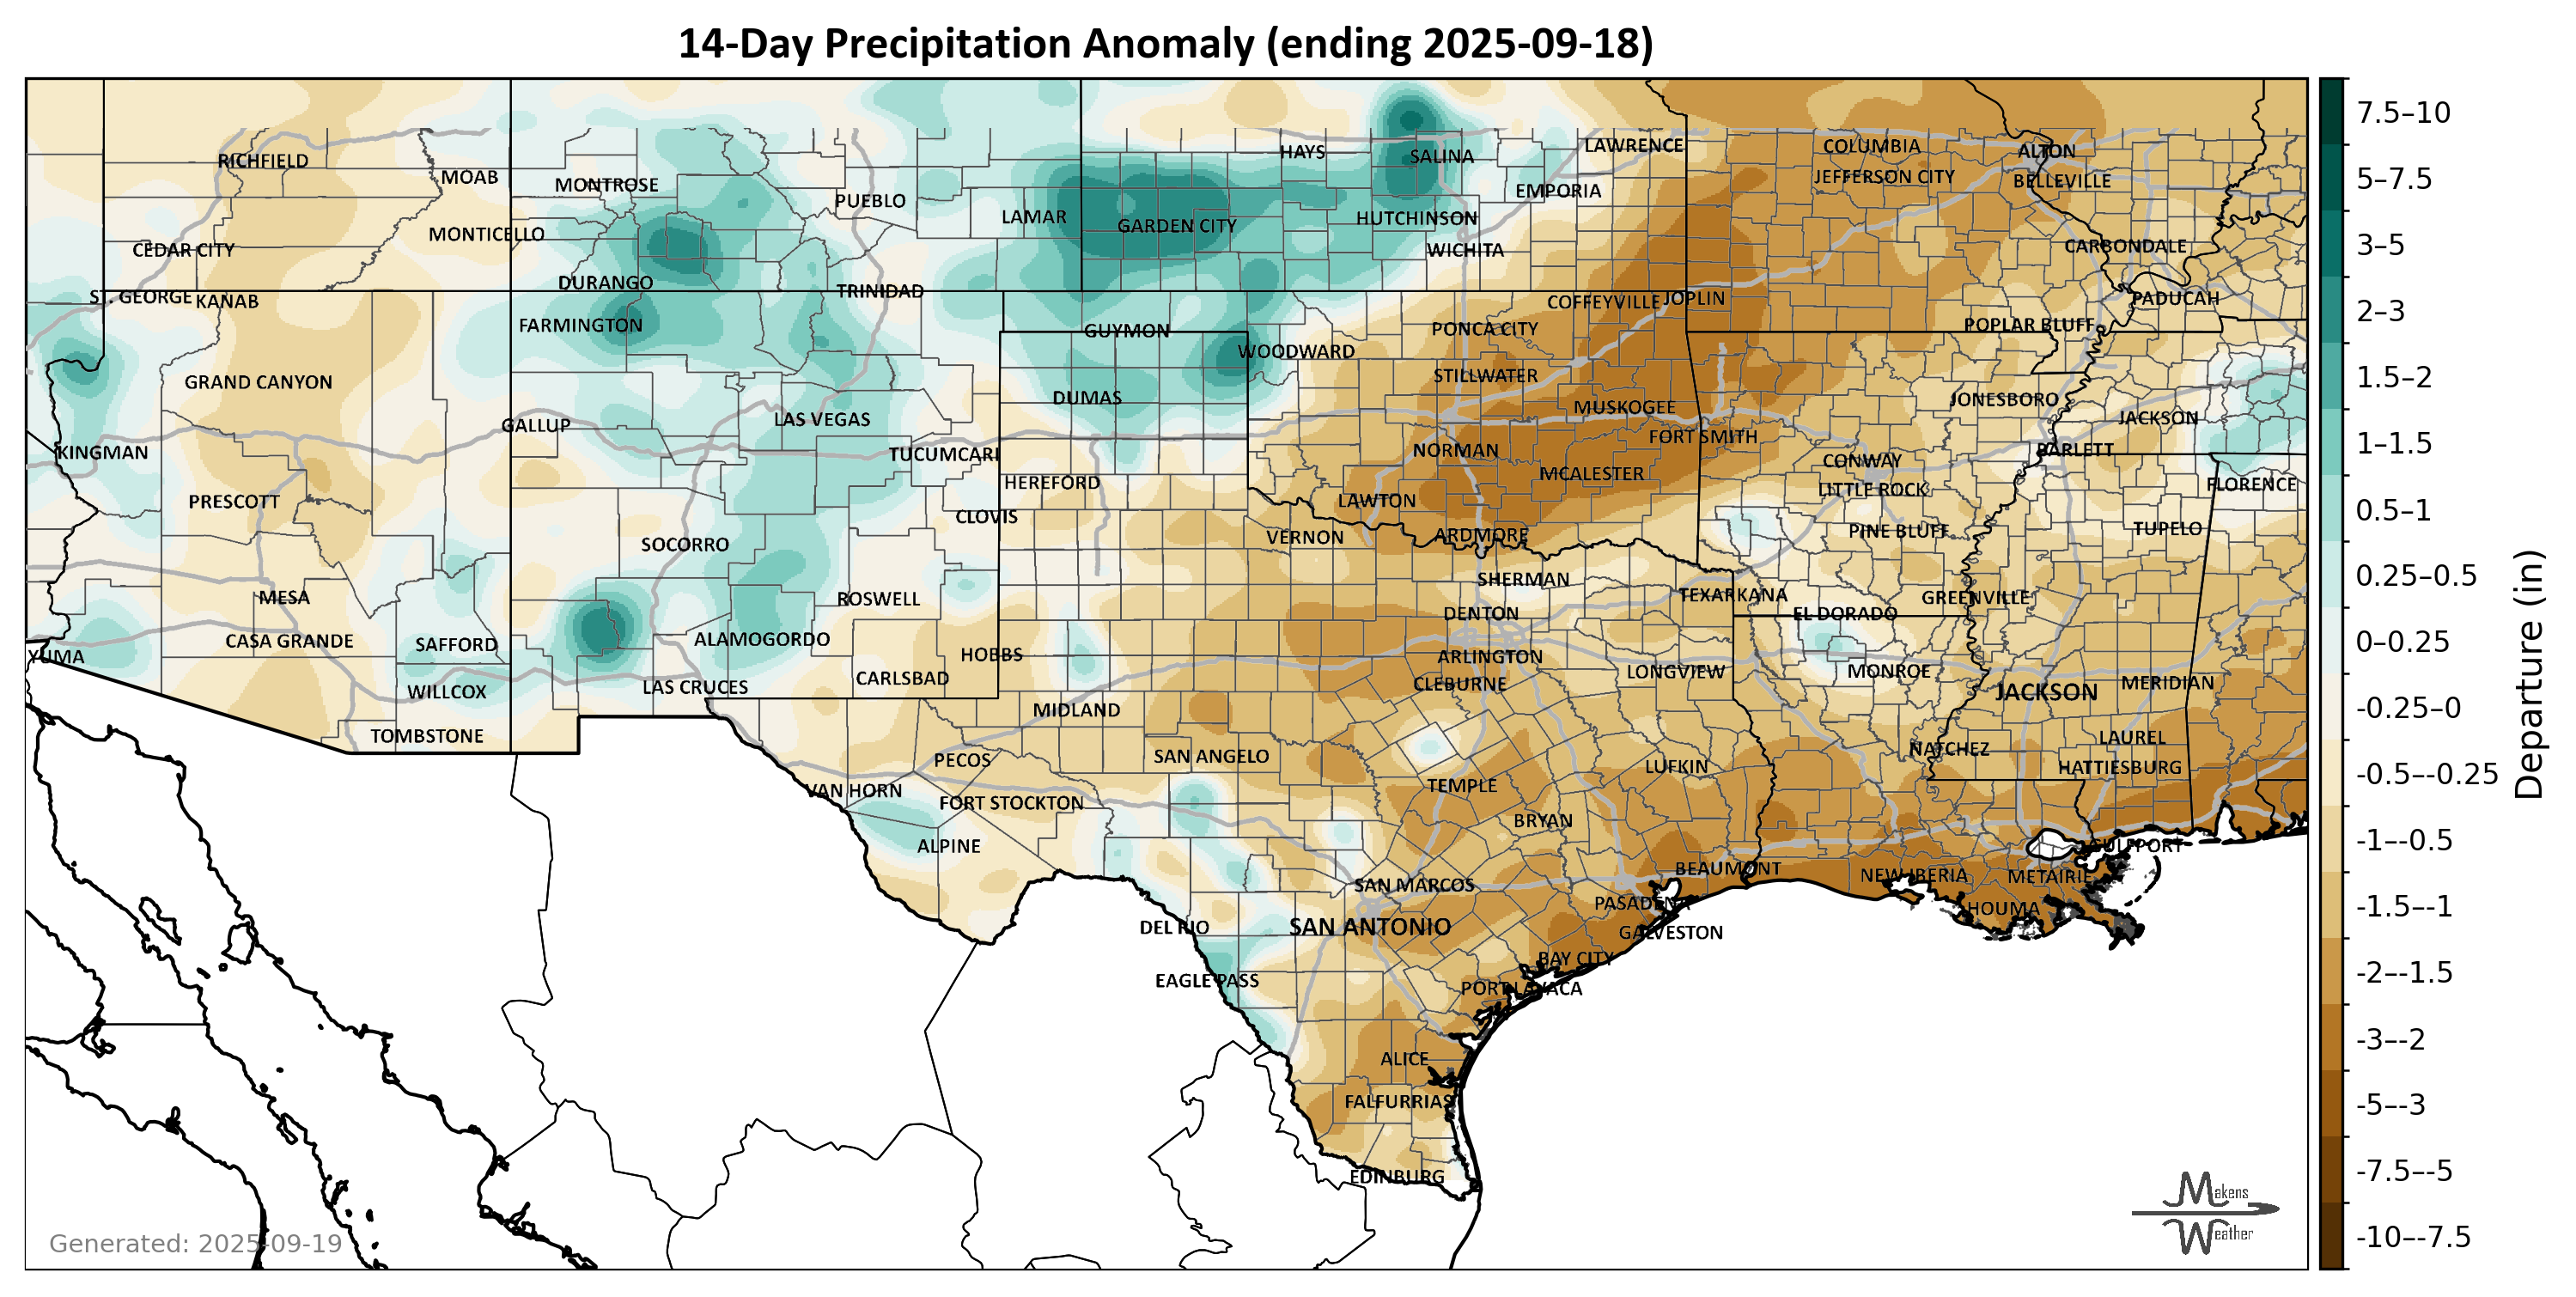 14-Day Precipitation Anomaly (ending 2025-09-18)
RICHFIELD
MOAB
MONTROSE
PUEBLO
HAYS
SALINA
LAWRENCE
COLUMBIA
ALTON
EMPORIA
JEFFERSON CITY
BELLEVILLE
LAMAR
GARDEN CITY
HUTCHINSON
CEDAR CITY
MONTICELLO
WICHITA
CARBONDALE
DURANGO
TRINIDAD
ST. GEORGE
KANAB
COFFEYVILLE
JOPLIN
PADUCAH
FARMINGTON
GUYMON
PONCA CITY
POPLAR BLUFF
WOODWARD
GRAND CANYON
STILLWATER
DUMAS
MUSKOGEE
JONESBORO
GALLUP
LAS VEGAS
JACKSON
KINGMAN
TUCUMCARI
NORMAN
FORT SMITH
BARLETT
CONWAY
MCALESTER
HEREFORD
LITTLE ROCK
FLORENCE
PRESCOTT
LAWTON
CLOVIS
VERNON
ARDMORE
PINE BLUFF
TUPELO
SOCORRO
SHERMAN
MESA
ROSWELL
TEXARKANA
GREENVILLE
DENTON
EL DORADO
CASA GRANDE
SAFFORD
ALAMOGORDO
YUMA
HOBBS
ARLINGTON
LONGVIEW
MONROE
CARLSBAD
CLEBURNE
MERIDIAN
WILLCOX
LAS CRUCES
JACKSON
MIDLAND
TOMBSTONE
LAUREL
NATCHEZ
PECOS
SAN ANGELO
LUFKIN
HATTIESBURG
VAN HORN
FORT STOCKTON
TEMPLE
BRYAN
ALPINE
GULFPORT
BEAUMONT
NEW IBERIA
METAIRIE
SAN MARCOS
PASADENA
HOUMA
DEL RIO
SAN ANTONIO
GALVESTON
BAY CITY
EAGLE PASS
PORT LAVACA
ALICE
FALFURRIAS
EDINBURG
Generated: 2025-09-19
Makens
Weather
7.5–10
5–7.5
3–5
2–3
1.5–2
1–1.5
0.5–1
0.25–0.5
0–0.25
-0.25–0
-0.5–-0.25
-1–-0.5
-1.5–-1
-2–-1.5
-3–-2
-5–-3
-7.5–-5
-10–-7.5
Departure (in)